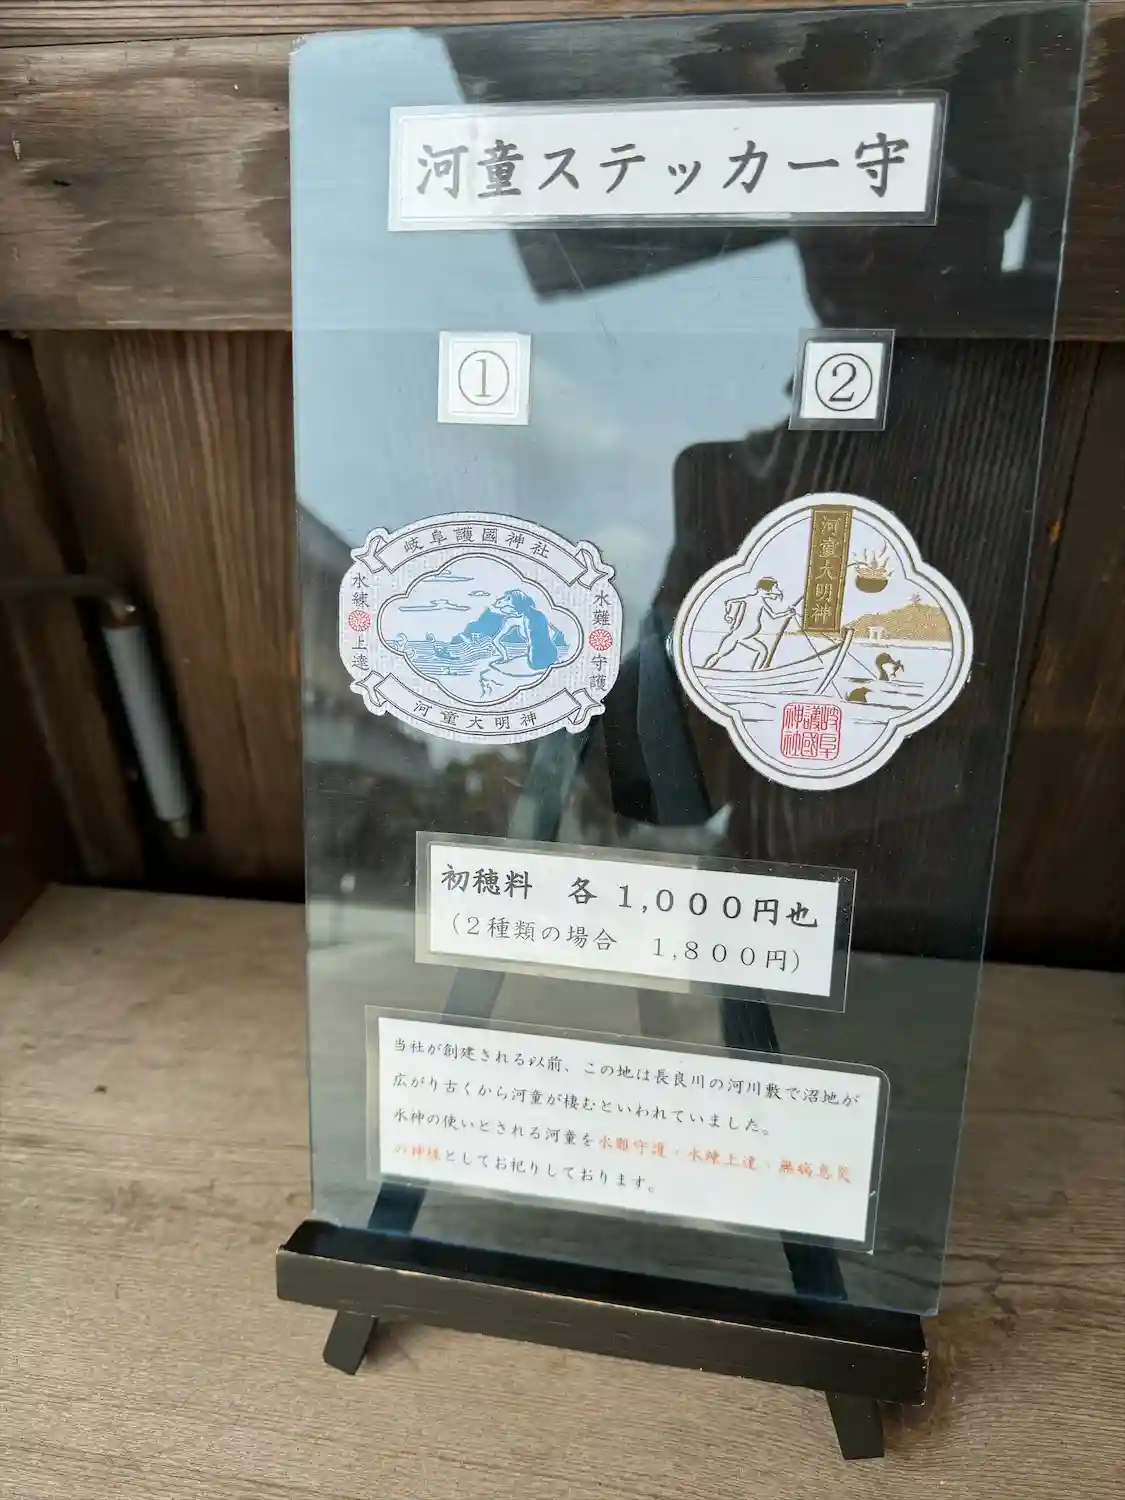 河童ステッカー守
①
②
岐阜護國神社
水練上達
水難守護
河童大明神
河童大明神
岐阜護國神社
初穂料　各１,０００円也
（２種類の場合　１,８００円）
当社が創建される以前、この地は長良川の河川敷で沼地が
広がり古くから河童が棲むといわれていました。
水神の使いとされる河童を水難守護・水練上達・無病息災
の神様としてお祀りしております。